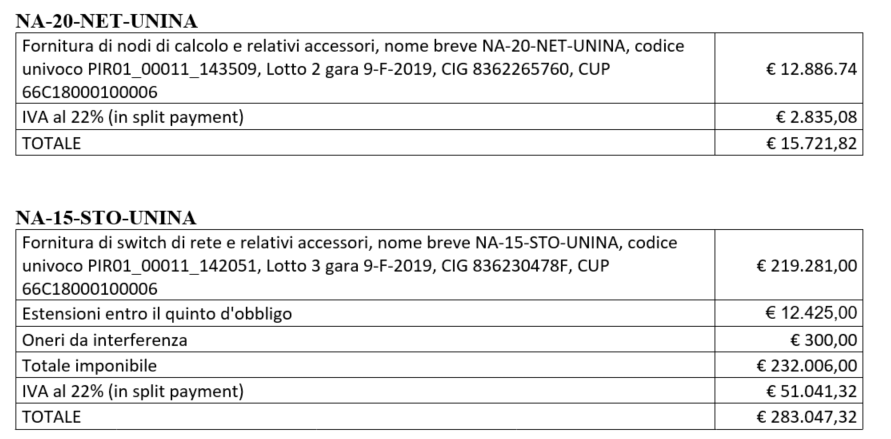 NA-20-NET-UNINA
Fornitura di nodi di calcolo e relativi accessori, nome breve NA-20-NET-UNINA, codice
univoco PIR01_00011_143509, Lotto 2 gara 9-F-2019, CIG 8362265760, CUP
66C18000100006
€ 12.886.74
IVA al 22% (in split payment) € 2.835,08
TOTALE € 15.721,82
NA-15-STO-UNINA
Fornitura di switch di rete e relativi accessori, nome breve NA-15-STO-UNINA, codice
univoco PIR01_00011_142051, Lotto 3 gara 9-F-2019, CIG 836230478F, CUP
66C18000100006
€ 219.281,00
Estensioni entro il quinto d'obbligo € 12.425,00
Oneri da interferenza € 300,00
Totale imponibile € 232.006,00
IVA al 22% (in split payment) € 51.041,32
TOTALE € 283.047,32